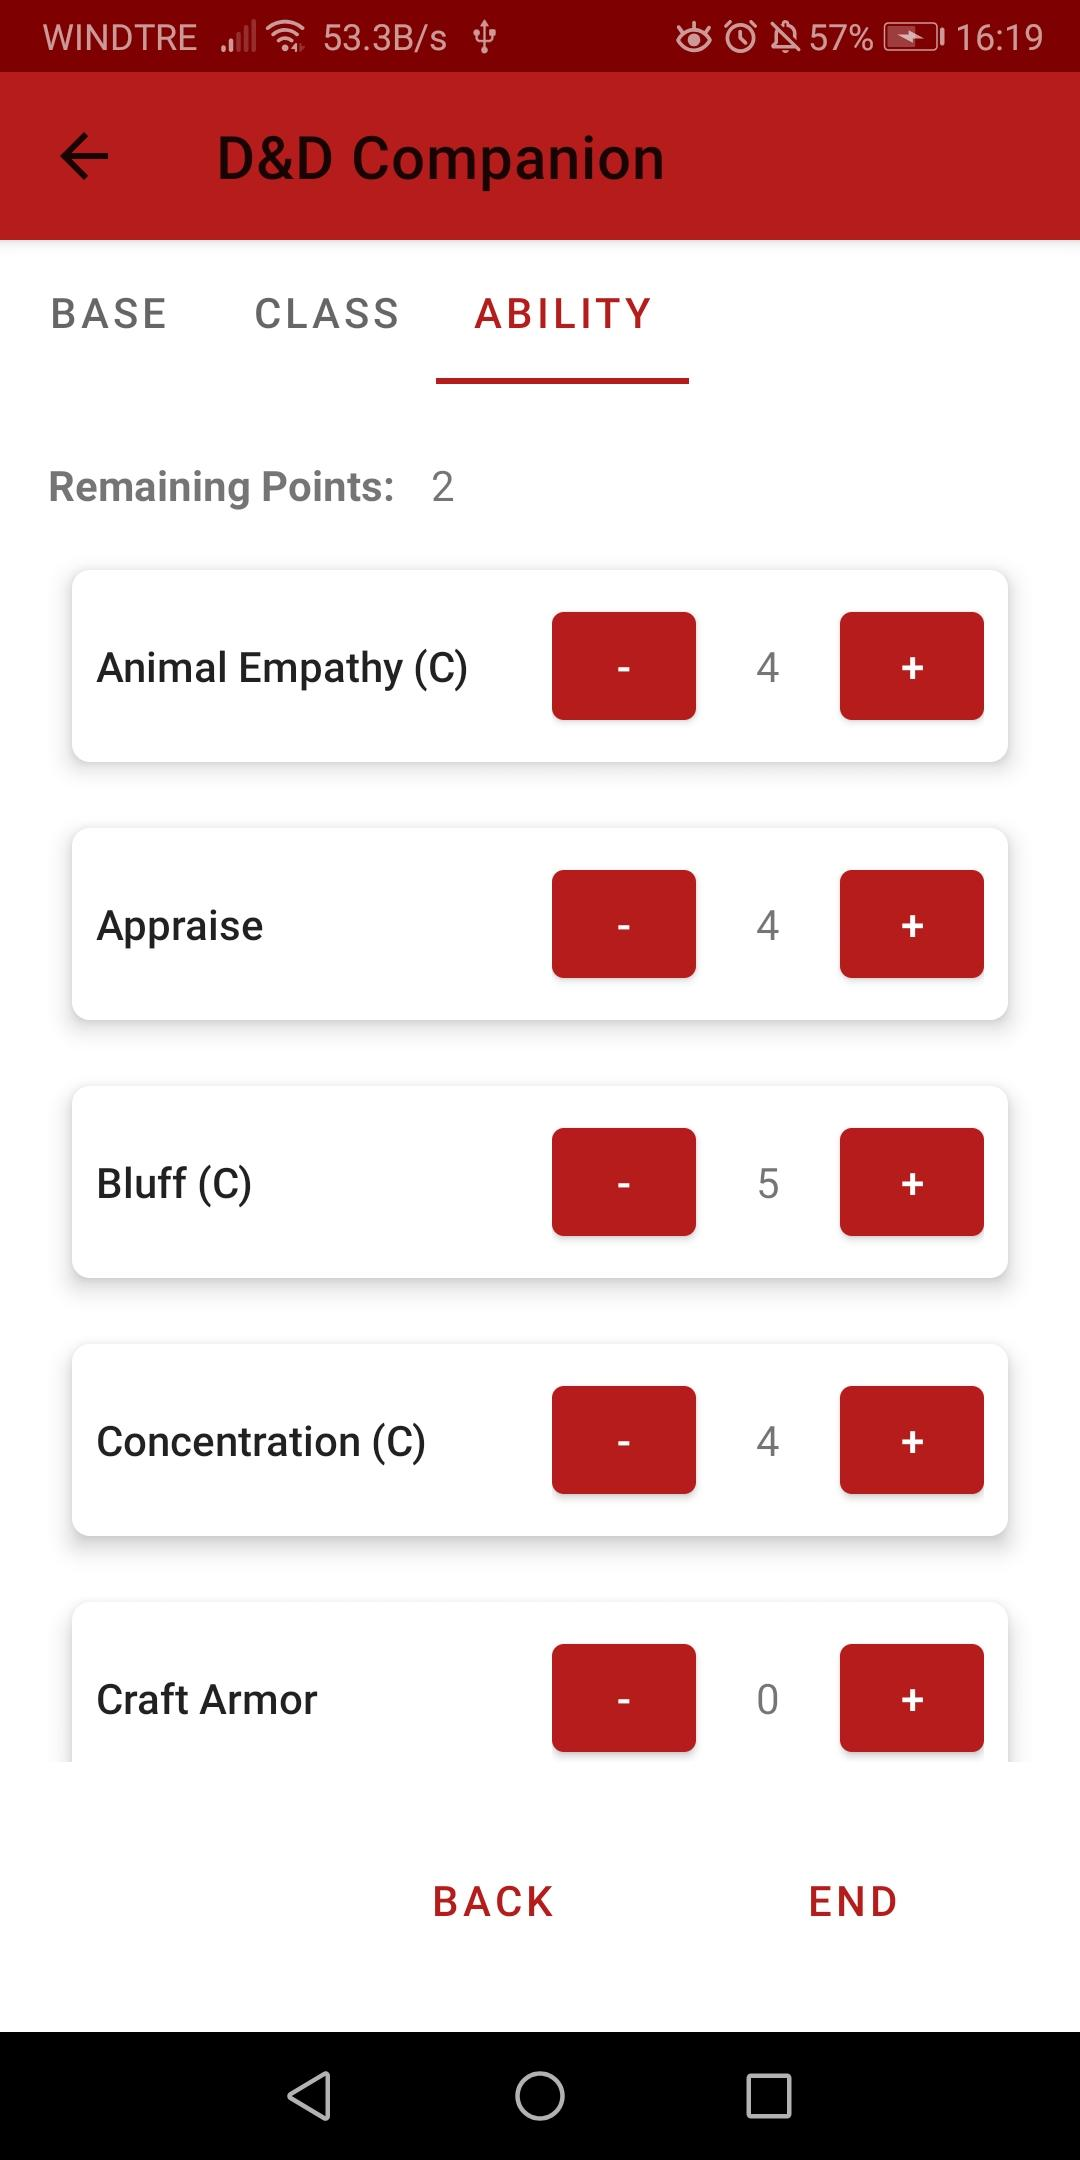 WINDTRE 53.3B/s 57% 16:19
D&D Companion
BASE CLASS ABILITY
Remaining Points: 2
Animal Empathy (C) - 4 +
Appraise - 4 +
Bluff (C) - 5 +
Concentration (C) - 4 +
Craft Armor - 0 +
BACK END